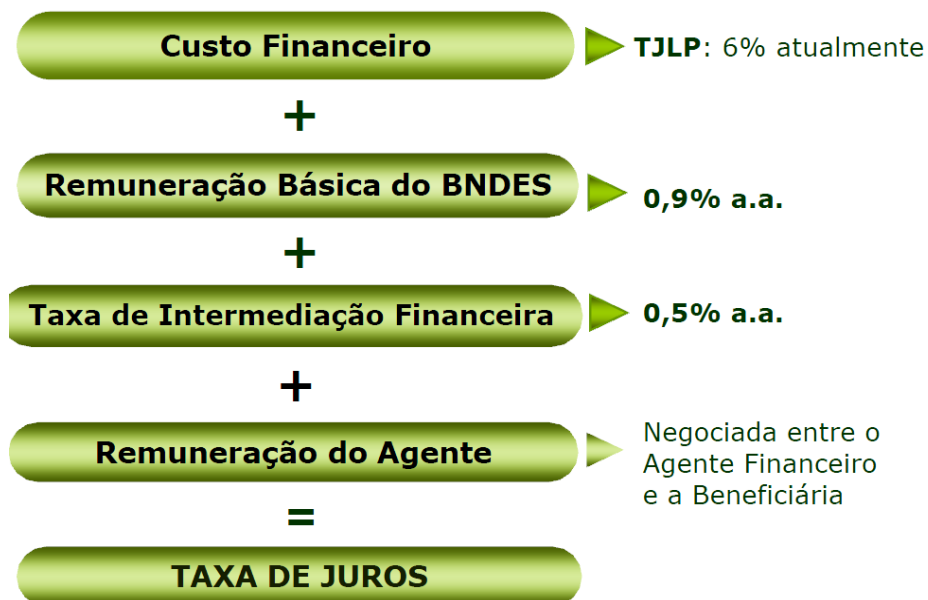 Custo Financeiro
TJLP: 6% atualmente
+
Remuneração Básica do BNDES
0,9% a.a.
+
Taxa de Intermediação Financeira
0,5% a.a.
+
Remuneração do Agente
Negociada entre o
Agente Financeiro
e a Beneficiária
=
TAXA DE JUROS